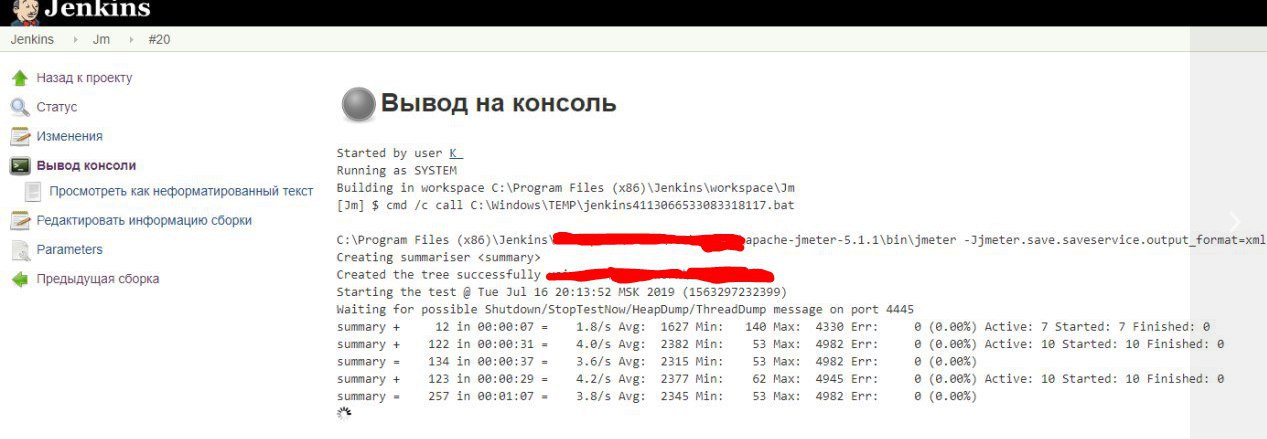 Jenkins
Jenkins Jm #20
Назад к проекту
Статус
Изменения
Вывод консоли
Просмотреть как неформатированный текст
Редактировать информацию сборки
Parameters
Предыдущая сборка
Вывод на консоль
Started by user K
Running as SYSTEM
Building in workspace C:\Program Files (x86)\Jenkins\workspace\Jm
[Jm] $ cmd /c call C:\Windows\TEMP\jenkins4113066533083318117.bat
C:\Program Files (x86)\Jenkins\ apache-jmeter-5.1.1\bin\jmeter -Jjmeter.save.saveservice.output_format=xml
Creating summariser <summary>
Created the tree successfully
Starting the test @ Tue Jul 16 20:13:52 MSK 2019 (1563297232399)
Waiting for possible Shutdown/StopTestNow/HeapDump/ThreadDump message on port 4445
summary + 12 in 00:00:07 = 1.8/s Avg: 1627 Min: 140 Max: 4330 Err: 0 (0.00%) Active: 7 Started: 7 Finished: 0
summary + 122 in 00:00:31 = 4.0/s Avg: 2382 Min: 53 Max: 4982 Err: 0 (0.00%) Active: 10 Started: 10 Finished: 0
summary = 134 in 00:00:37 = 3.6/s Avg: 2315 Min: 53 Max: 4982 Err: 0 (0.00%)
summary + 123 in 00:00:29 = 4.2/s Avg: 2377 Min: 62 Max: 4945 Err: 0 (0.00%) Active: 10 Started: 10 Finished: 0
summary = 257 in 00:01:07 = 3.8/s Avg: 2345 Min: 53 Max: 4982 Err: 0 (0.00%)